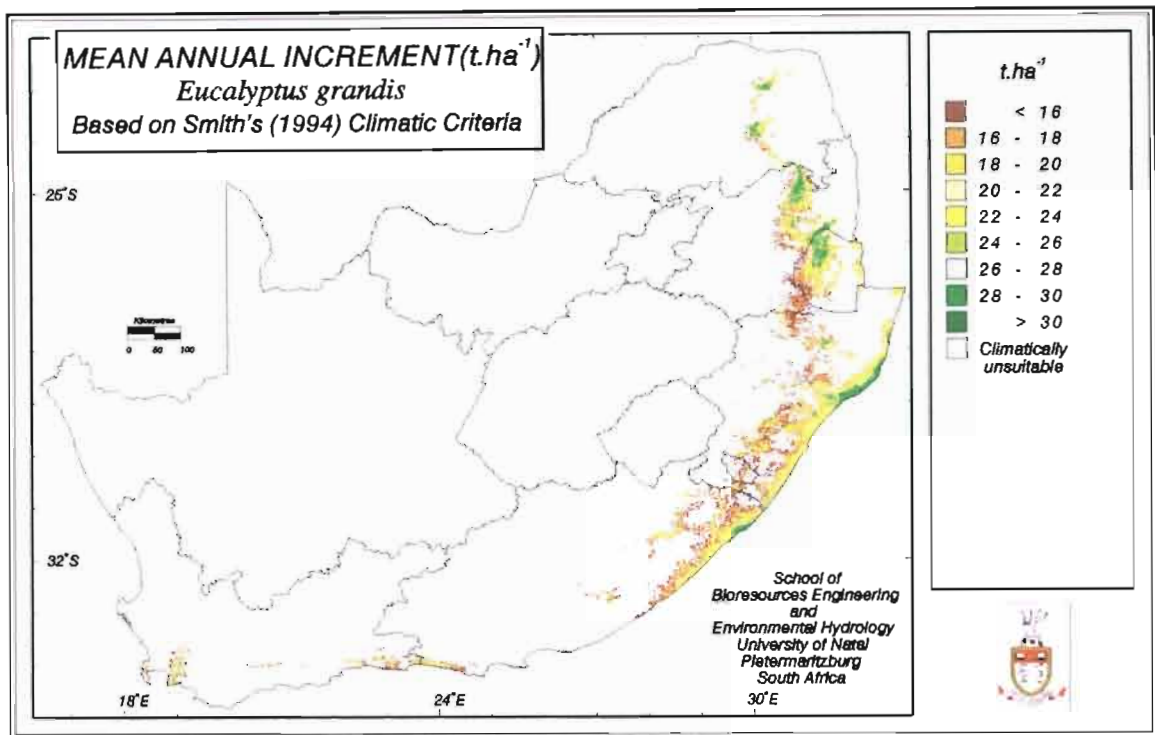 MEAN ANNUAL INCREMENT(t.ha⁻¹)
Eucalyptus grandis
Based on Smith's (1994) Climatic Criteria
26°S
32°S
Kilometres
0 50 100
18°E
24°E
30°E
School of
Bioresources Engineering
and
Environmental Hydrology
University of Natal
Pietermaritzburg
South Africa
t.ha⁻¹
< 16
16 - 18
18 - 20
20 - 22
22 - 24
24 - 26
26 - 28
28 - 30
> 30
Climatically
unsuitable